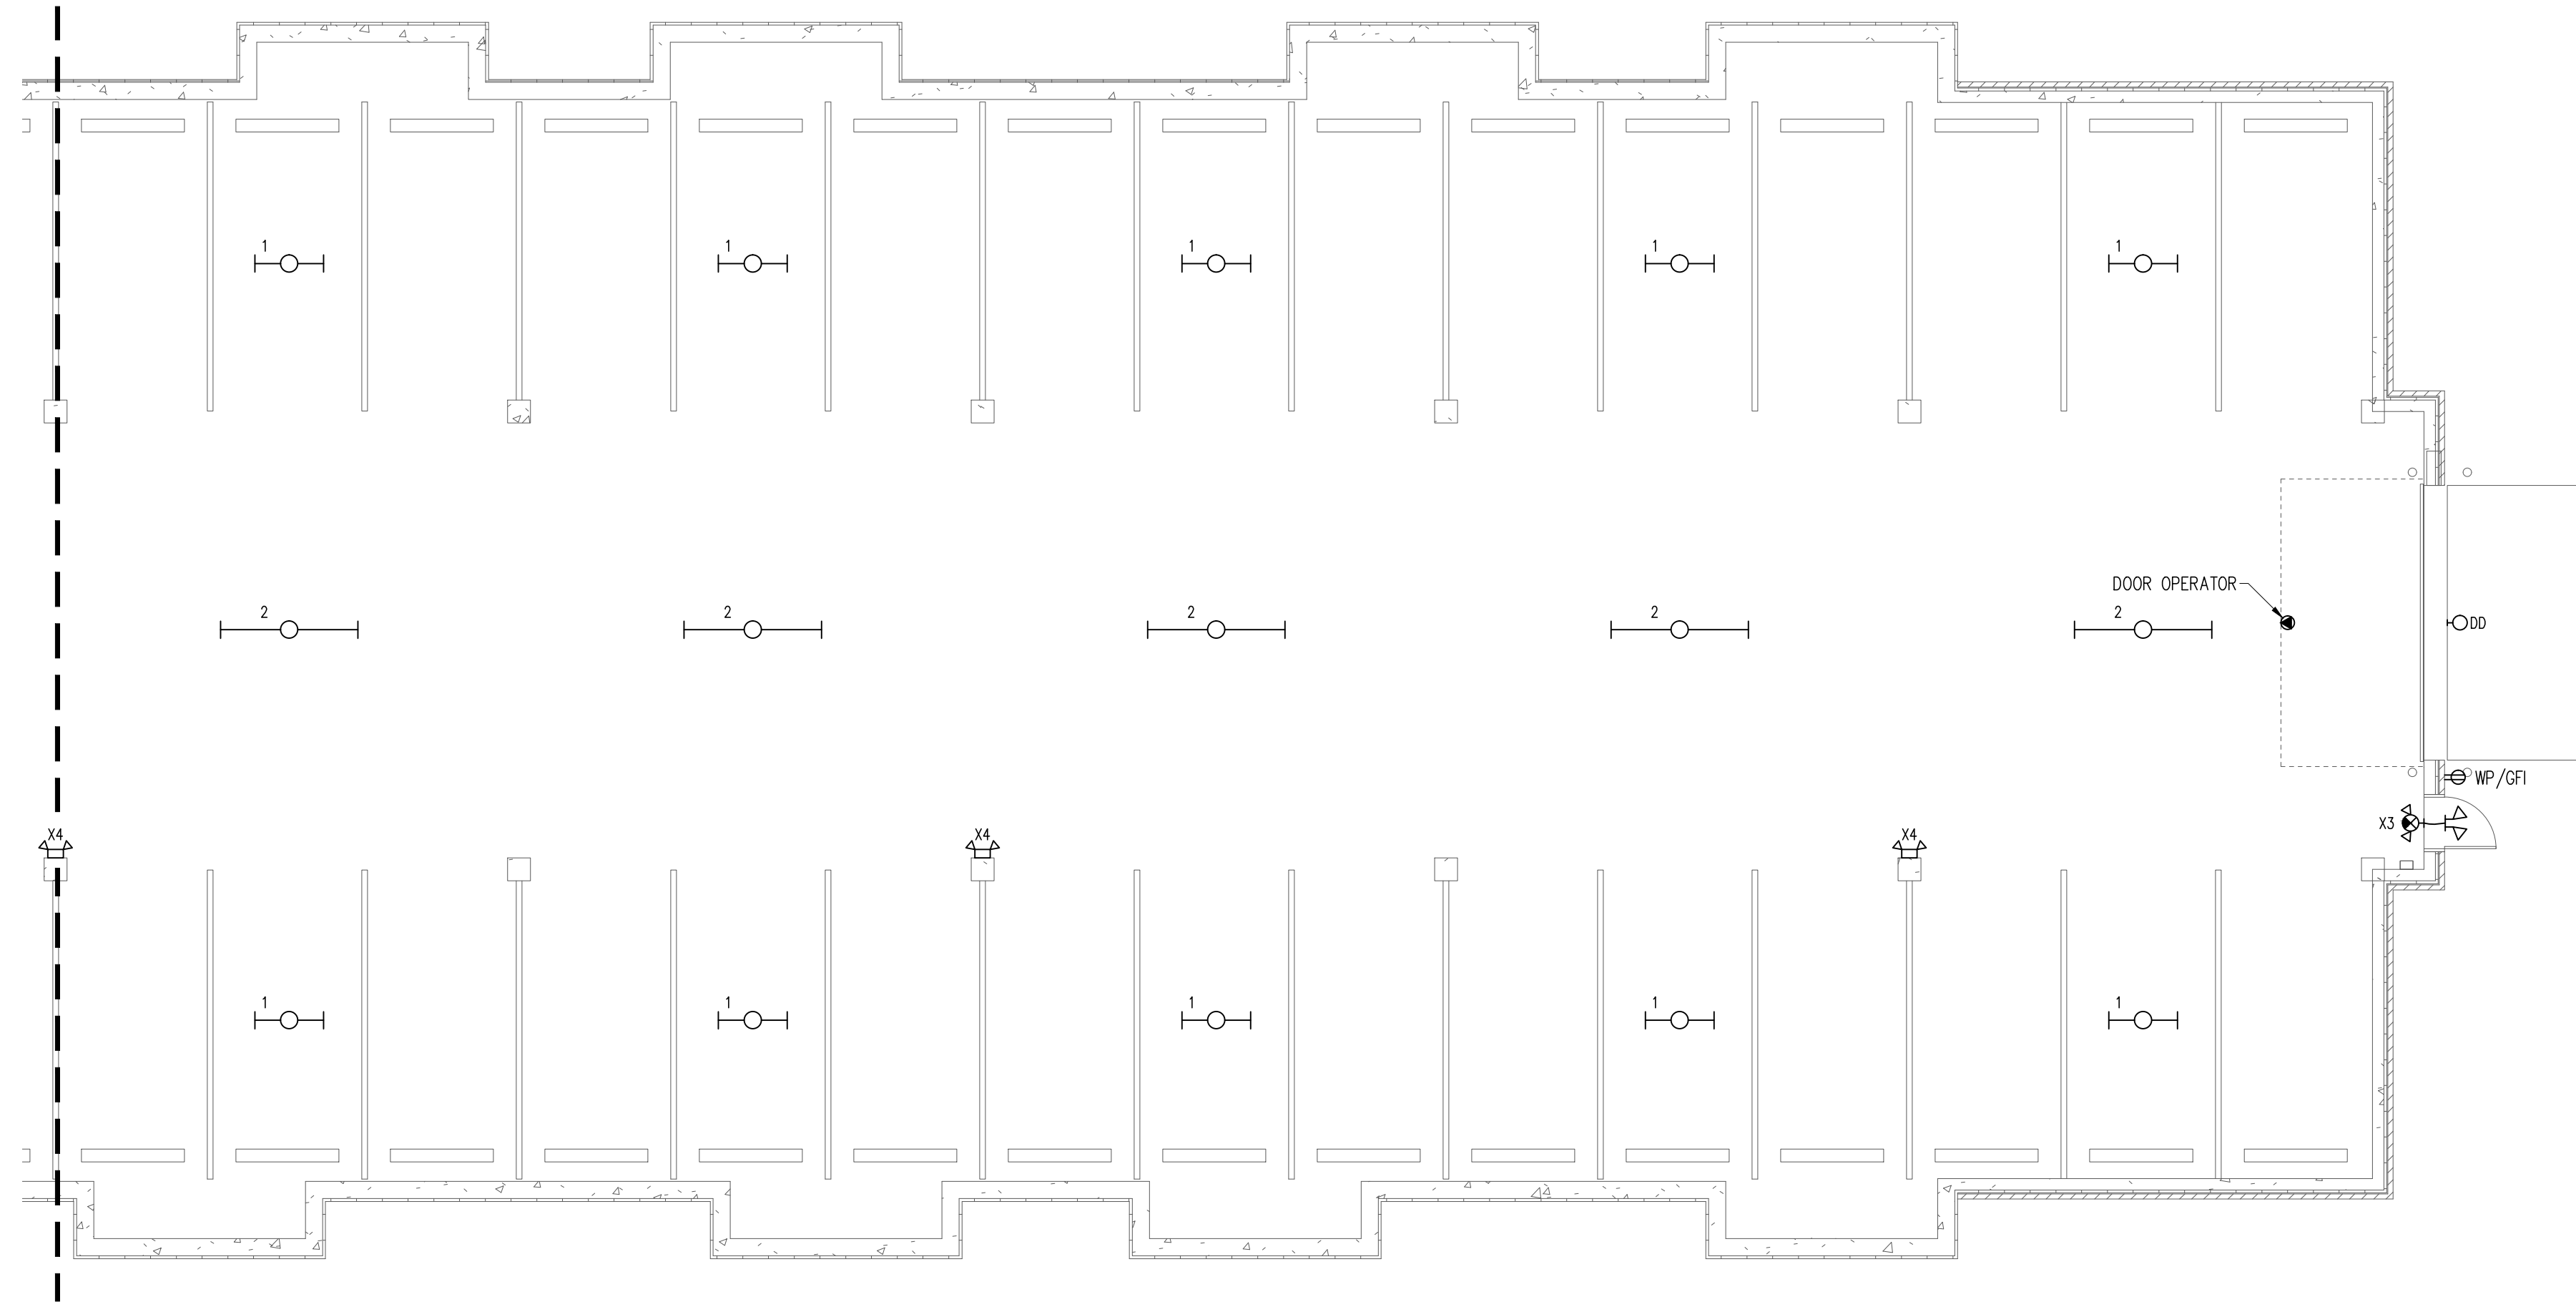 1 1 1 1 1
DOOR OPERATOR
2 2 2 2 2
DD
WP/GFI
X3
X4 X4 X4
1 1 1 1 1